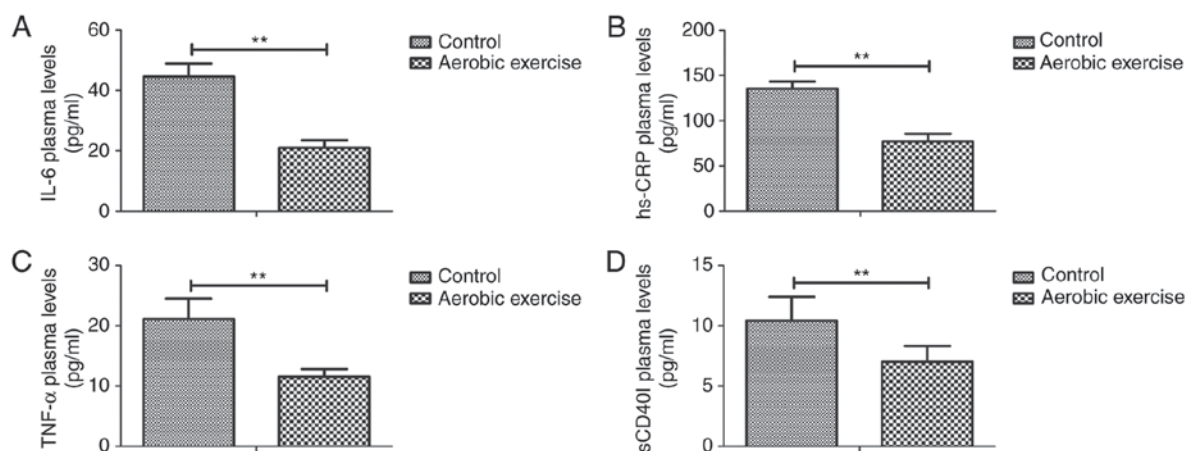 A
IL-6 plasma levels
(pg/ml)
60
40
20
0
**
Control
Aerobic exercise
B
hs-CRP plasma levels
(pg/ml)
200
150
100
50
0
**
Control
Aerobic exercise
C
TNF-α plasma levels
(pg/ml)
30
20
10
0
**
Control
Aerobic exercise
D
sCD40l plasma levels
(pg/ml)
15
10
5
0
**
Control
Aerobic exercise